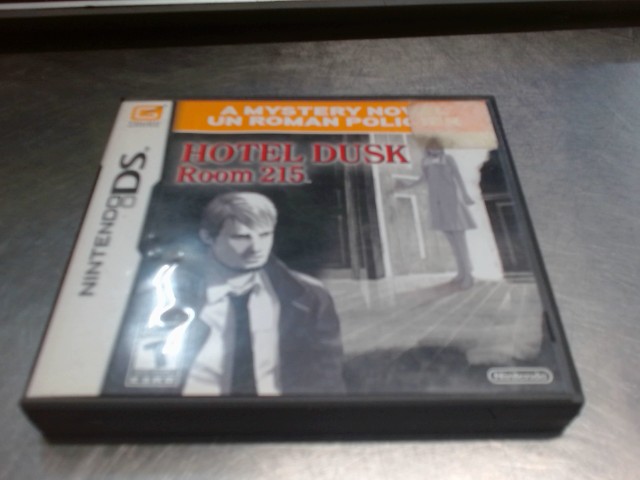 A MYSTERY NOV
UN ROMAN POLIC
HOTEL DUSK
Room 215
NINTENDO DS
Nintendo